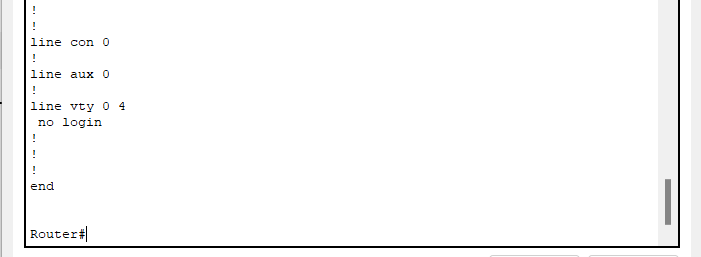 !
!
line con 0
!
line aux 0
!
line vty 0 4
 no login
!
!
!
end
Router#